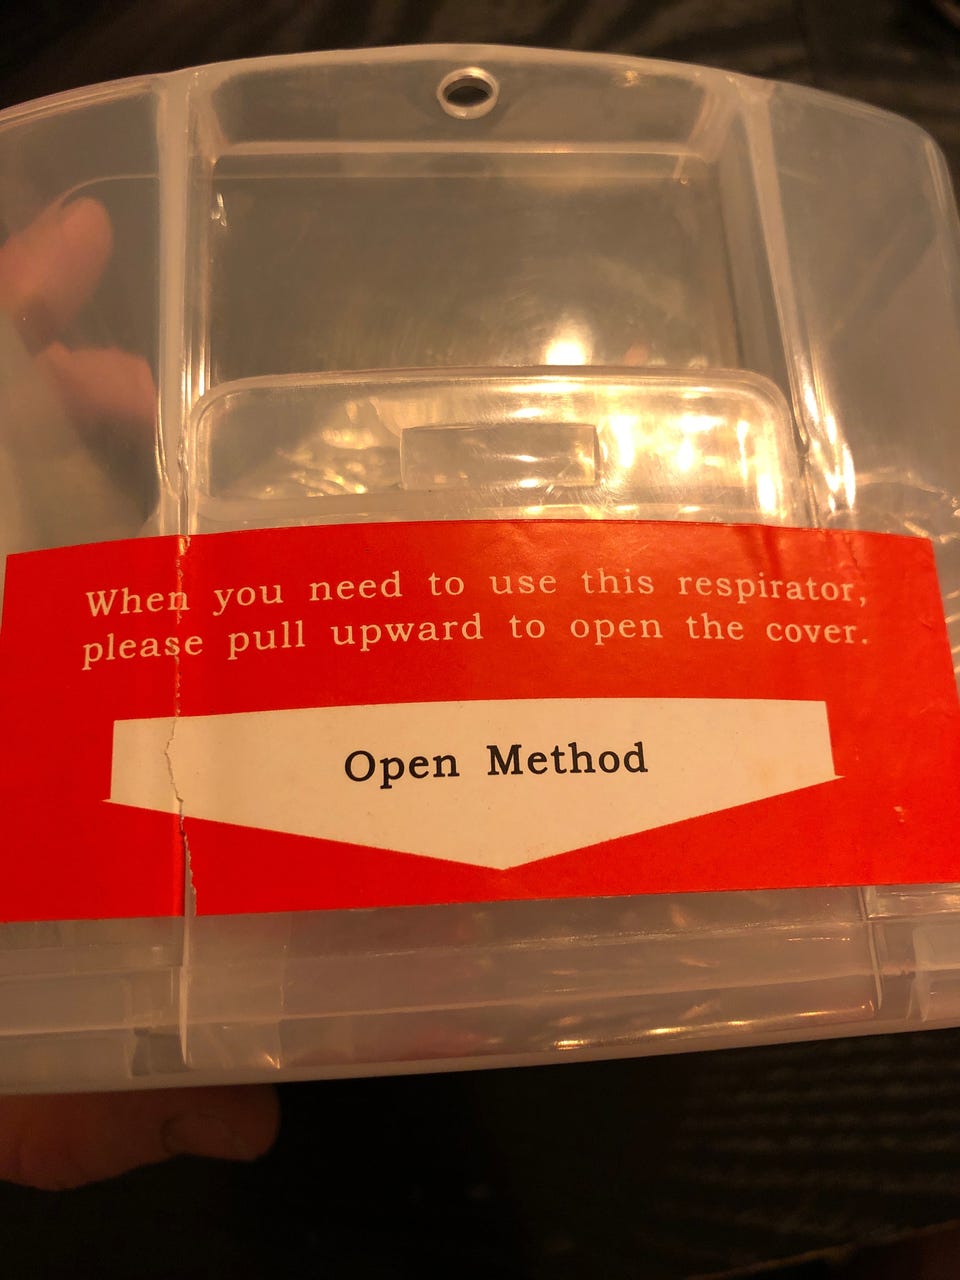 When you need to use this respirator,
please pull upward to open the cover.
Open Method